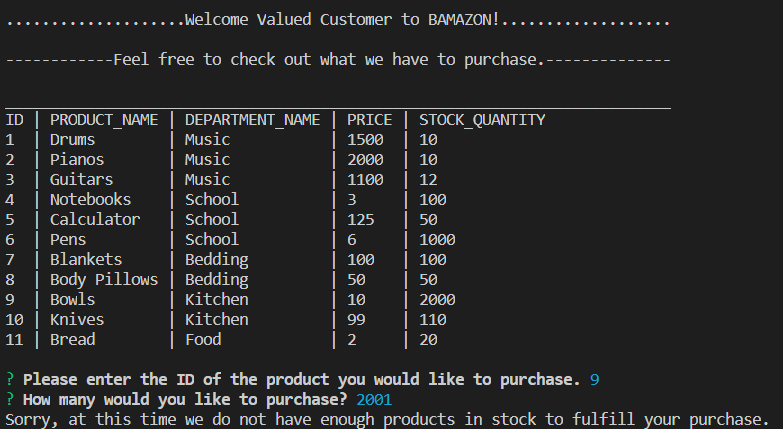 ....................Welcome Valued Customer to BAMAZON!...................
------------Feel free to check out what we have to purchase.--------------
__________________________________________________________________________
ID | PRODUCT_NAME | DEPARTMENT_NAME | PRICE | STOCK_QUANTITY
1 | Drums | Music | 1500 | 10
2 | Pianos | Music | 2000 | 10
3 | Guitars | Music | 1100 | 12
4 | Notebooks | School | 3 | 100
5 | Calculator | School | 125 | 50
6 | Pens | School | 6 | 1000
7 | Blankets | Bedding | 100 | 100
8 | Body Pillows | Bedding | 50 | 50
9 | Bowls | Kitchen | 10 | 2000
10 | Knives | Kitchen | 99 | 110
11 | Bread | Food | 2 | 20
? Please enter the ID of the product you would like to purchase. 9
? How many would you like to purchase? 2001
Sorry, at this time we do not have enough products in stock to fulfill your purchase.